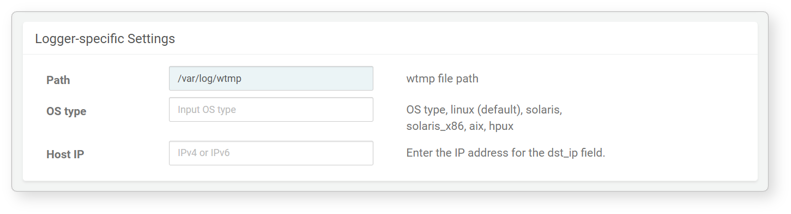 Logger-specific Settings
Path
/var/log/wtmp
wtmp file path
OS type
Input OS type
OS type, linux (default), solaris,
solaris_x86, aix, hpux
Host IP
IPv4 or IPv6
Enter the IP address for the dst_ip field.